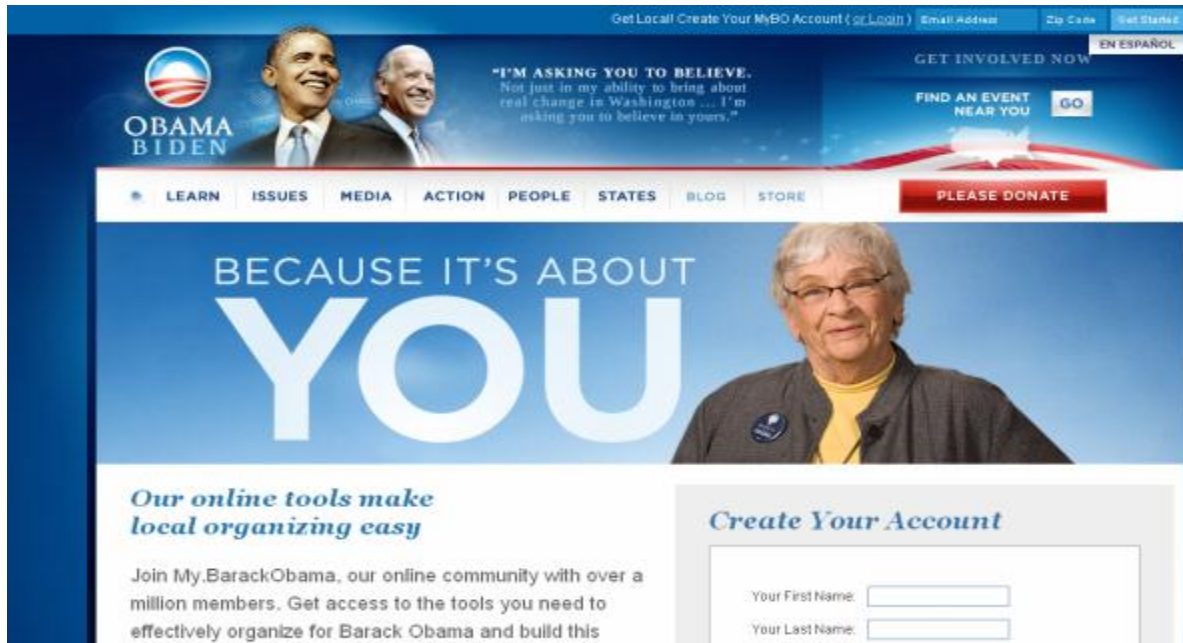 Get Local! Create Your MyBO Account ( or Login ) Email Address Zip Code Get Started
EN ESPAÑOL
OBAMA
BIDEN
"I'M ASKING YOU TO BELIEVE.
Not just in my ability to bring about
real change in Washington ... I'm
asking you to believe in yours."
GET INVOLVED NOW
FIND AN EVENT
NEAR YOU
GO
LEARN ISSUES MEDIA ACTION PEOPLE STATES BLOG STORE
PLEASE DONATE
BECAUSE IT'S ABOUT
YOU
Our online tools make
local organizing easy
Join My.BarackObama, our online community with over a
million members. Get access to the tools you need to
effectively organize for Barack Obama and build this
Create Your Account
Your First Name:
Your Last Name: